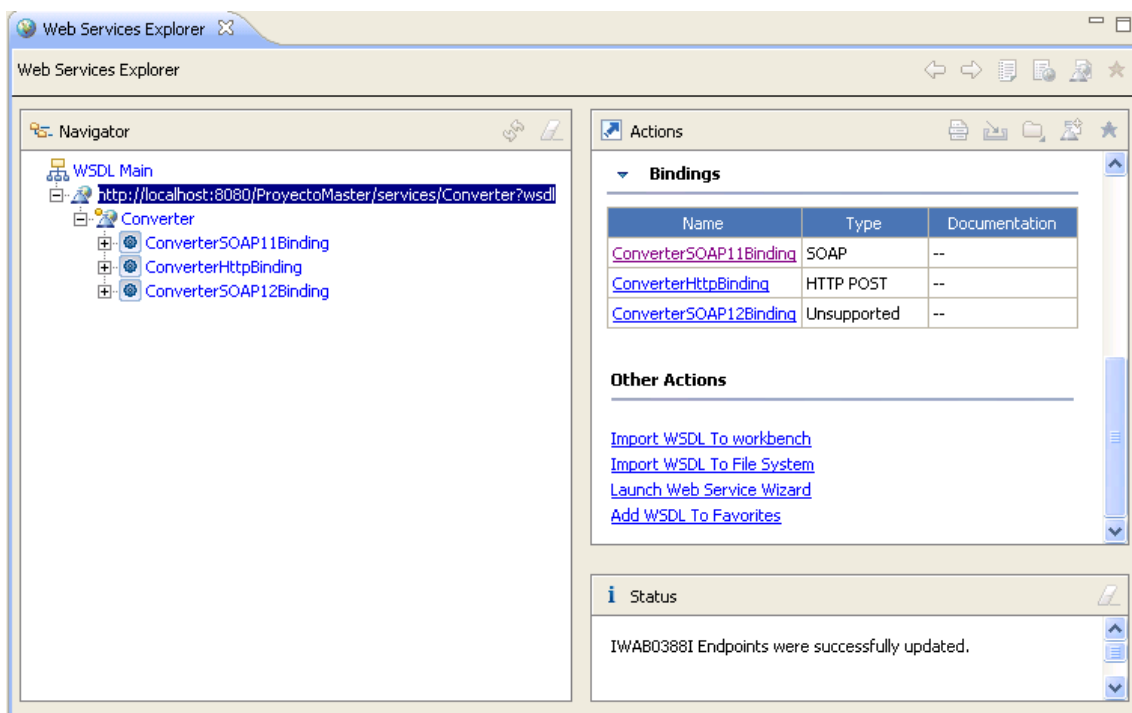 Web Services Explorer
Web Services Explorer
Navigator
WSDL Main
http://localhost:8080/ProyectoMaster/services/Converter?wsdl
Converter
ConverterSOAP11Binding
ConverterHttpBinding
ConverterSOAP12Binding
Actions
Bindings
Name Type Documentation
ConverterSOAP11Binding SOAP --
ConverterHttpBinding HTTP POST --
ConverterSOAP12Binding Unsupported --
Other Actions
Import WSDL To workbench
Import WSDL To File System
Launch Web Service Wizard
Add WSDL To Favorites
i Status
IWAB0388I Endpoints were successfully updated.